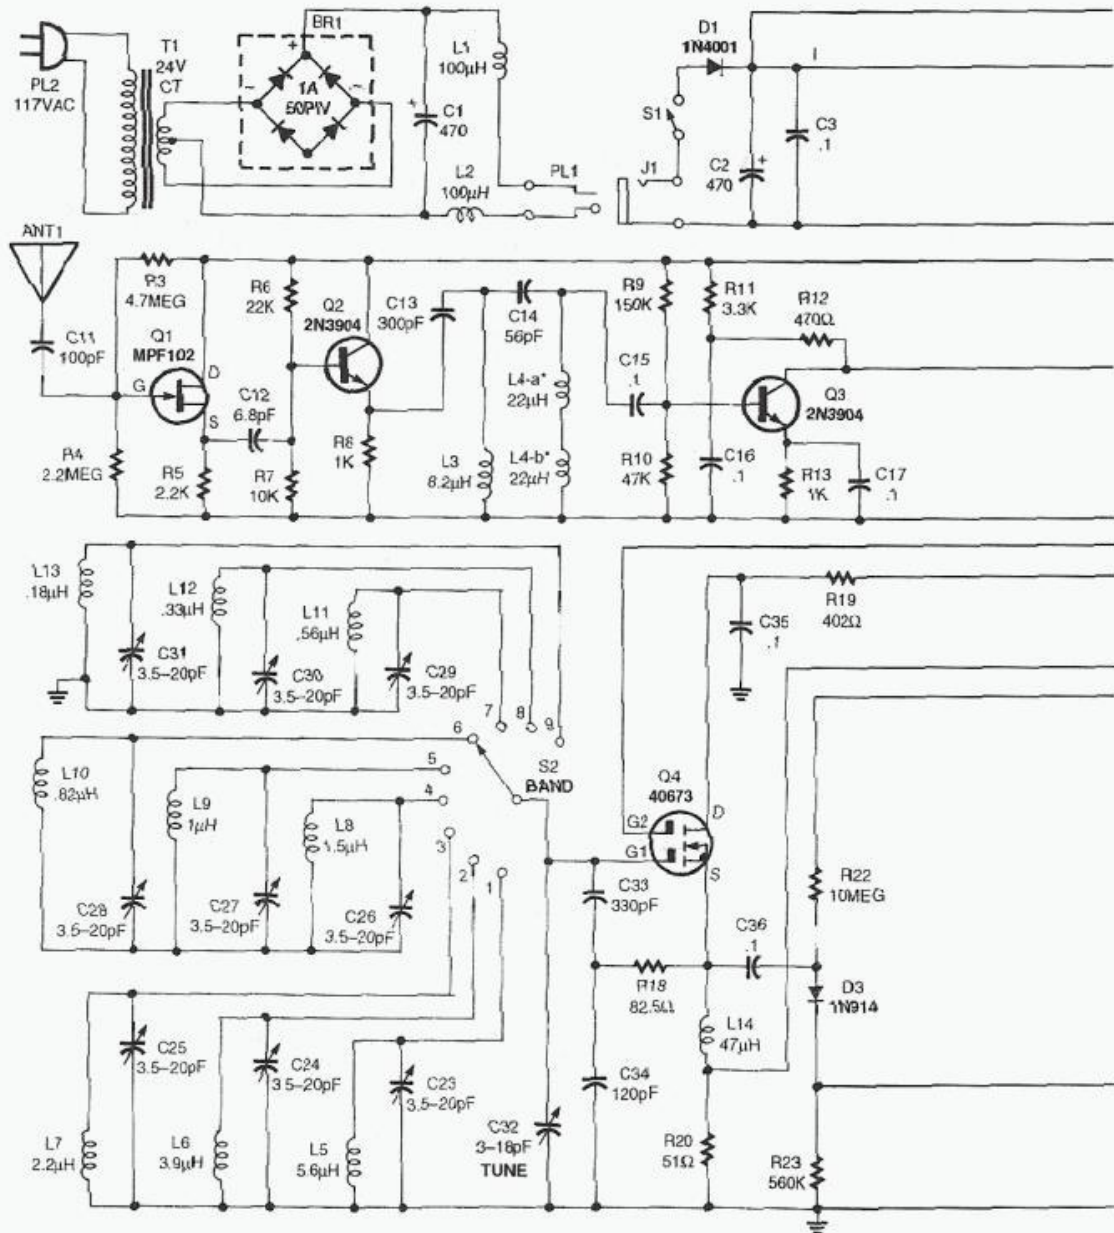 PL2
117VAC
T1
24V
CT
BR1
+
1A
50PIV
~
~
+
C1
470
L1
100µH
L2
100µH
PL1
J1
S1
D1
1N4001
C2
470
+
C3
.1
ANT1
C11
100pF
R3
4.7MEG
Q1
MPF102
G
D
S
R4
2.2MEG
R5
2.2K
C12
6.8pF
R6
22K
R7
10K
Q2
2N3904
R8
1K
C13
300pF
C14
56pF
L3
8.2µH
L4-a*
22µH
L4-b*
22µH
C15
.1
R9
150K
R10
47K
R11
3.3K
C16
.1
R12
470Ω
Q3
2N3904
R13
1K
C17
.1
L13
.18µH
C31
3.5–20pF
L12
.33µH
C30
3.5–20pF
L11
.56µH
C29
3.5–20pF
L10
.82µH
C28
3.5–20pF
L9
1µH
C27
3.5–20pF
L8
1.5µH
C26
3.5–20pF
6
7
8
9
5
4
3
2
1
S2
BAND
L7
2.2µH
C25
3.5–20pF
L6
3.9µH
C24
3.5–20pF
L5
5.6µH
C23
3.5–20pF
C32
3–18pF
TUNE
C33
330pF
C34
120pF
R18
82.5Ω
Q4
40673
G2
G1
D
S
C35
.1
R19
402Ω
C36
.1
L14
47µH
R20
51Ω
R22
10MEG
D3
1N914
R23
560K